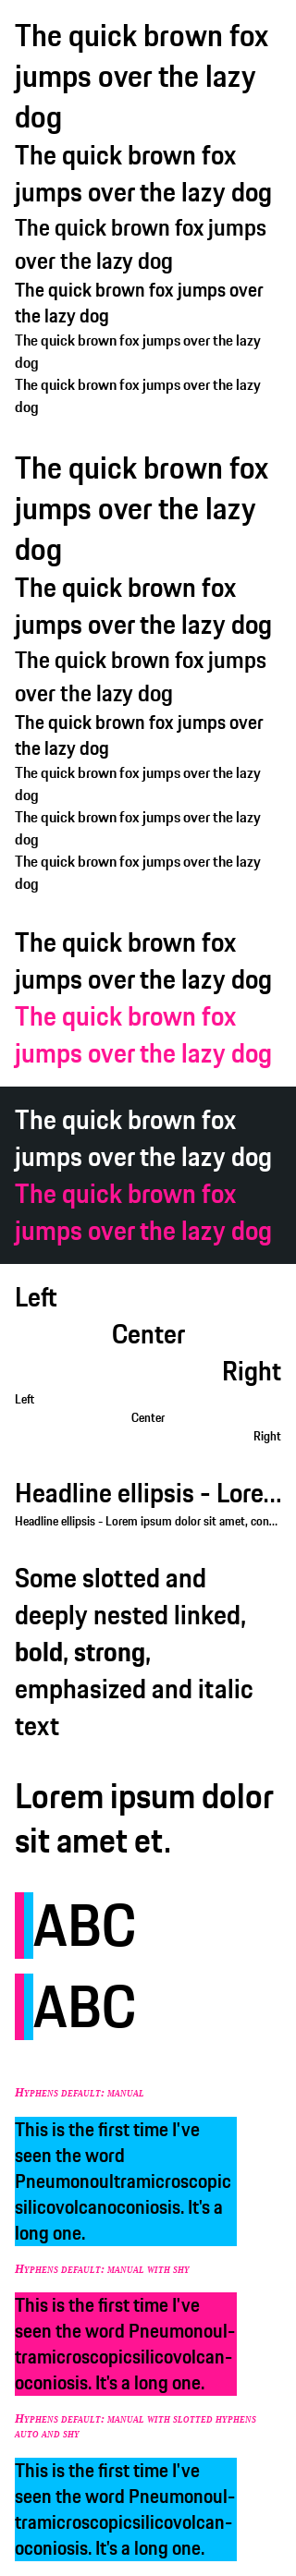 The quick brown fox
jumps over the lazy
dog
The quick brown fox
jumps over the lazy dog
The quick brown fox jumps
over the lazy dog
The quick brown fox jumps over
the lazy dog
The quick brown fox jumps over the lazy
dog
The quick brown fox jumps over the lazy
dog
The quick brown fox
jumps over the lazy
dog
The quick brown fox
jumps over the lazy dog
The quick brown fox jumps
over the lazy dog
The quick brown fox jumps over
the lazy dog
The quick brown fox jumps over the lazy
dog
The quick brown fox jumps over the lazy
dog
The quick brown fox jumps over the lazy
dog
The quick brown fox
jumps over the lazy dog
The quick brown fox
jumps over the lazy dog
The quick brown fox
jumps over the lazy dog
The quick brown fox
jumps over the lazy dog
Left
Center
Right
Left
Center
Right
Headline ellipsis - Lore...
Headline ellipsis - Lorem ipsum dolor sit amet, con...
Some slotted and
deeply nested linked,
bold, strong,
emphasized and italic
text
Lorem ipsum dolor
sit amet et.
ABC
ABC
Hyphens default: manual
This is the first time I've
seen the word
Pneumonoultramicroscopic
silicovolcanoconiosis. It's a
long one.
Hyphens default: manual with shy
This is the first time I've
seen the word Pneumonoul-
tramicroscopicsilicovolcan-
oconiosis. It's a long one.
Hyphens default: manual with slotted hyphens
auto and shy
This is the first time I've
seen the word Pneumonoul-
tramicroscopicsilicovolcan-
oconiosis. It's a long one.